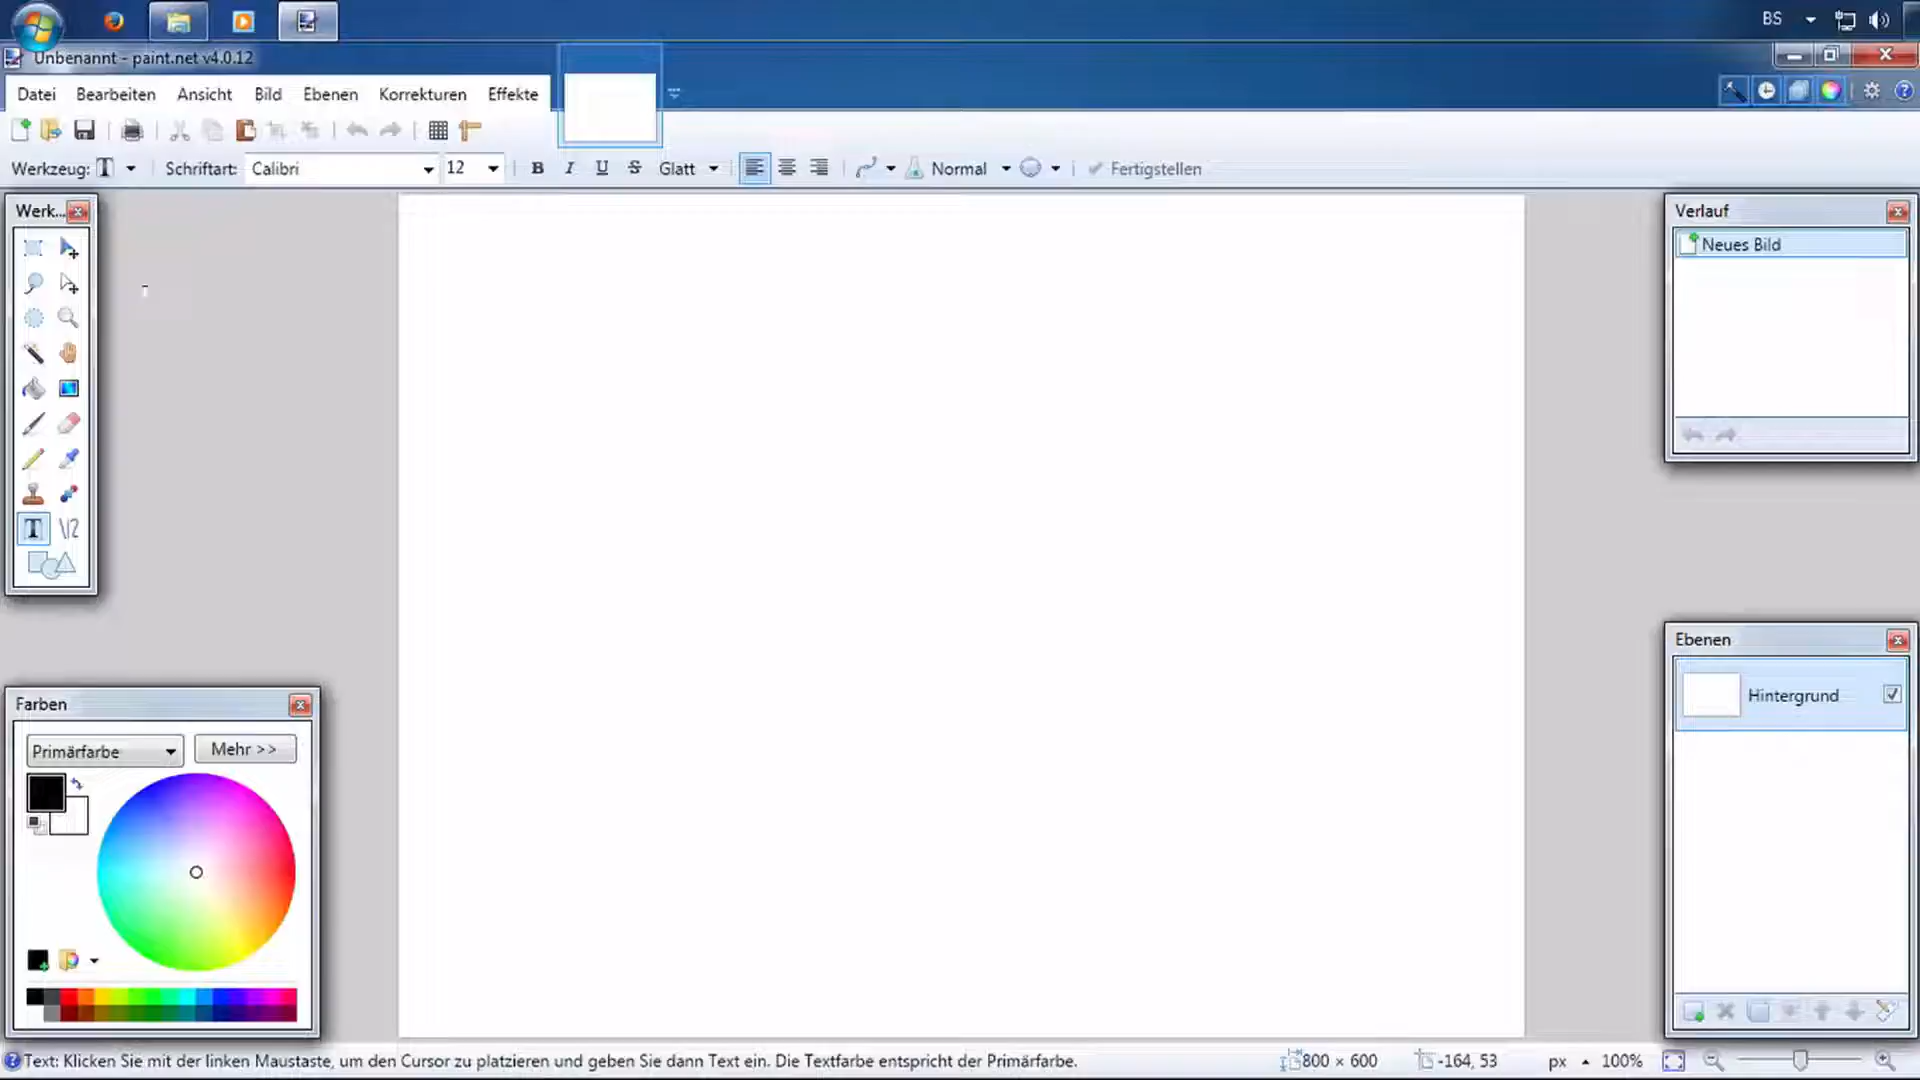 BS
Unbenannt - paint.net v4.0.12
Datei Bearbeiten Ansicht Bild Ebenen Korrekturen Effekte
Werkzeug: T Schriftart: Calibri 12 B I U S Glatt Normal Fertigstellen
Werk...
Verlauf
Neues Bild
T
Ebenen
Hintergrund
Farben
Primärfarbe Mehr >>
Text: Klicken Sie mit der linken Maustaste, um den Cursor zu platzieren und geben Sie dann Text ein. Die Textfarbe entspricht der Primärfarbe. 800 × 600 -164, 53 px 100%